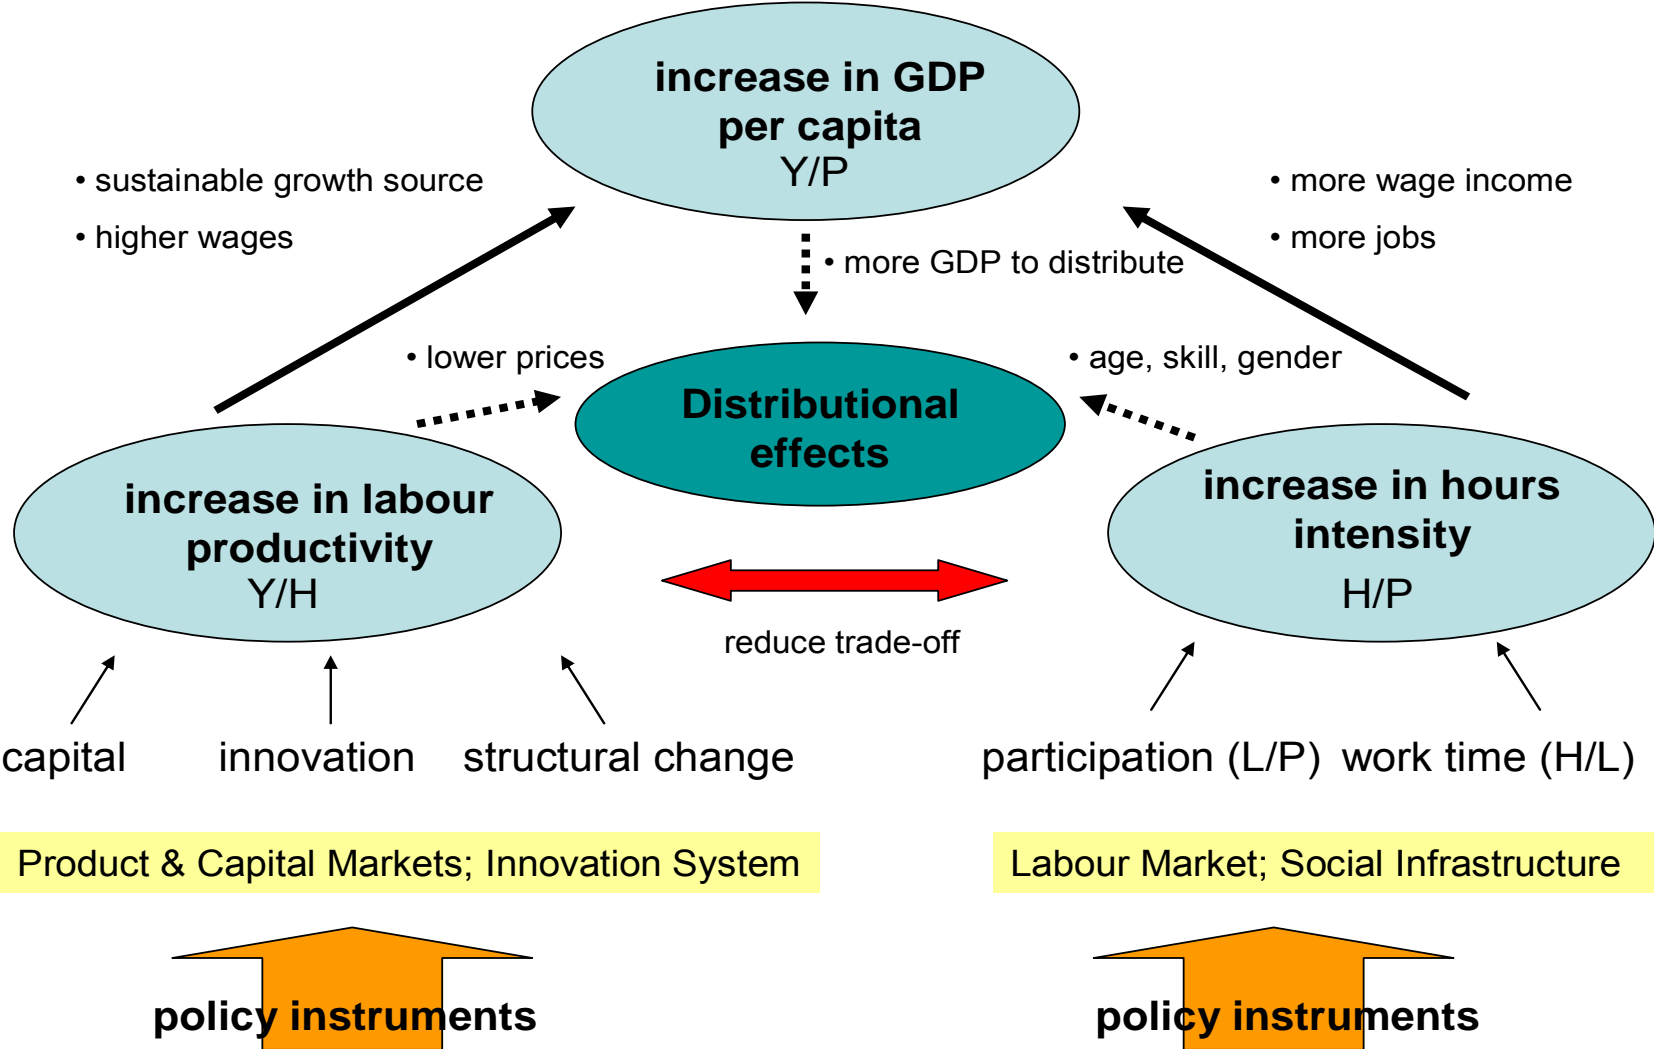 increase in GDP
per capita
Y/P
• sustainable growth source
• higher wages
• more wage income
• more jobs
• more GDP to distribute
• lower prices
• age, skill, gender
Distributional
effects
increase in labour
productivity
Y/H
increase in hours
intensity
H/P
reduce trade-off
capital
innovation
structural change
participation (L/P)
work time (H/L)
Product & Capital Markets; Innovation System
Labour Market; Social Infrastructure
policy instruments
policy instruments